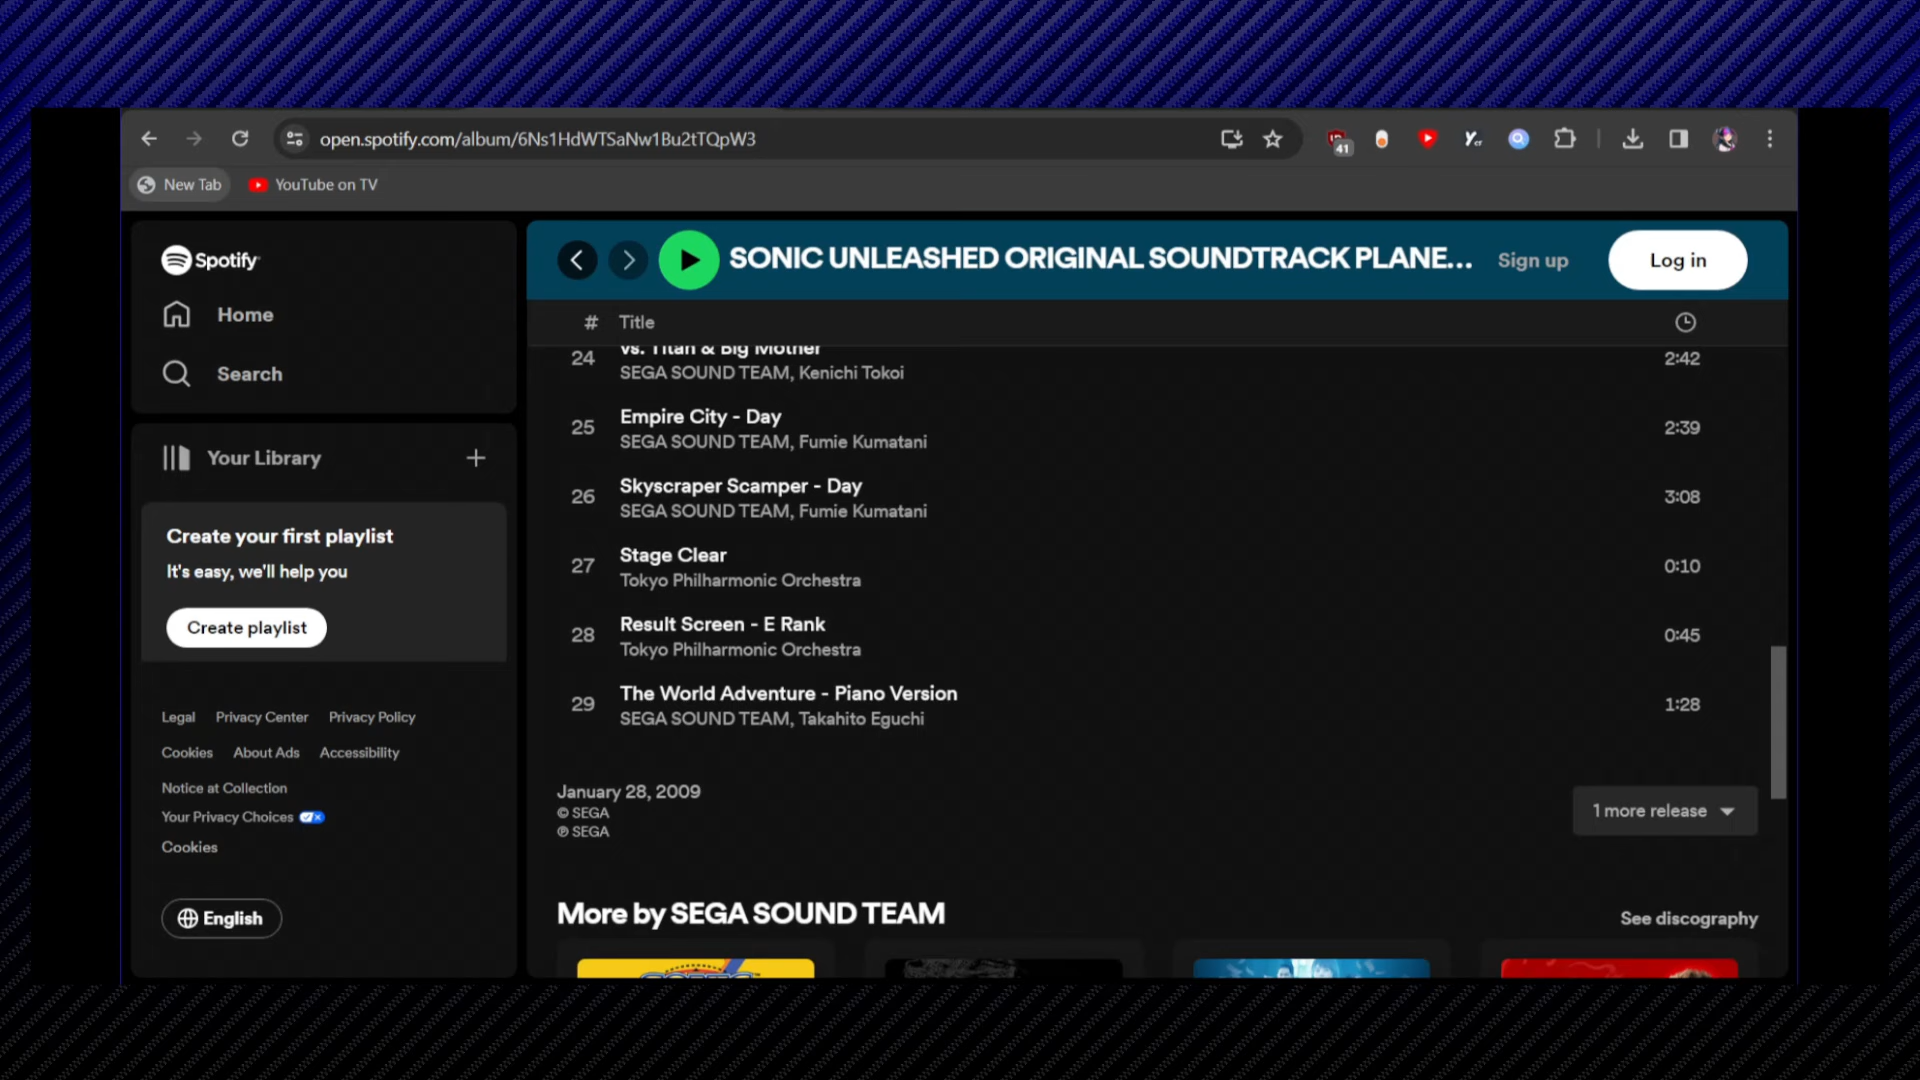 open.spotify.com/album/6Ns1HdWTSaNw1Bu2tTQpW3
41
New Tab
YouTube on TV
Spotify
Home
Search
Your Library
Create your first playlist
It's easy, we'll help you
Create playlist
Legal Privacy Center Privacy Policy
Cookies About Ads Accessibility
Notice at Collection
Your Privacy Choices
Cookies
English
SONIC UNLEASHED ORIGINAL SOUNDTRACK PLANE...
Sign up
Log in
# Title
24 vs. Titan & Big Mother 2:42
SEGA SOUND TEAM, Kenichi Tokoi
25 Empire City - Day 2:39
SEGA SOUND TEAM, Fumie Kumatani
26 Skyscraper Scamper - Day 3:08
SEGA SOUND TEAM, Fumie Kumatani
27 Stage Clear 0:10
Tokyo Philharmonic Orchestra
28 Result Screen - E Rank 0:45
Tokyo Philharmonic Orchestra
29 The World Adventure - Piano Version 1:28
SEGA SOUND TEAM, Takahito Eguchi
January 28, 2009
© SEGA
℗ SEGA
1 more release
More by SEGA SOUND TEAM
See discography